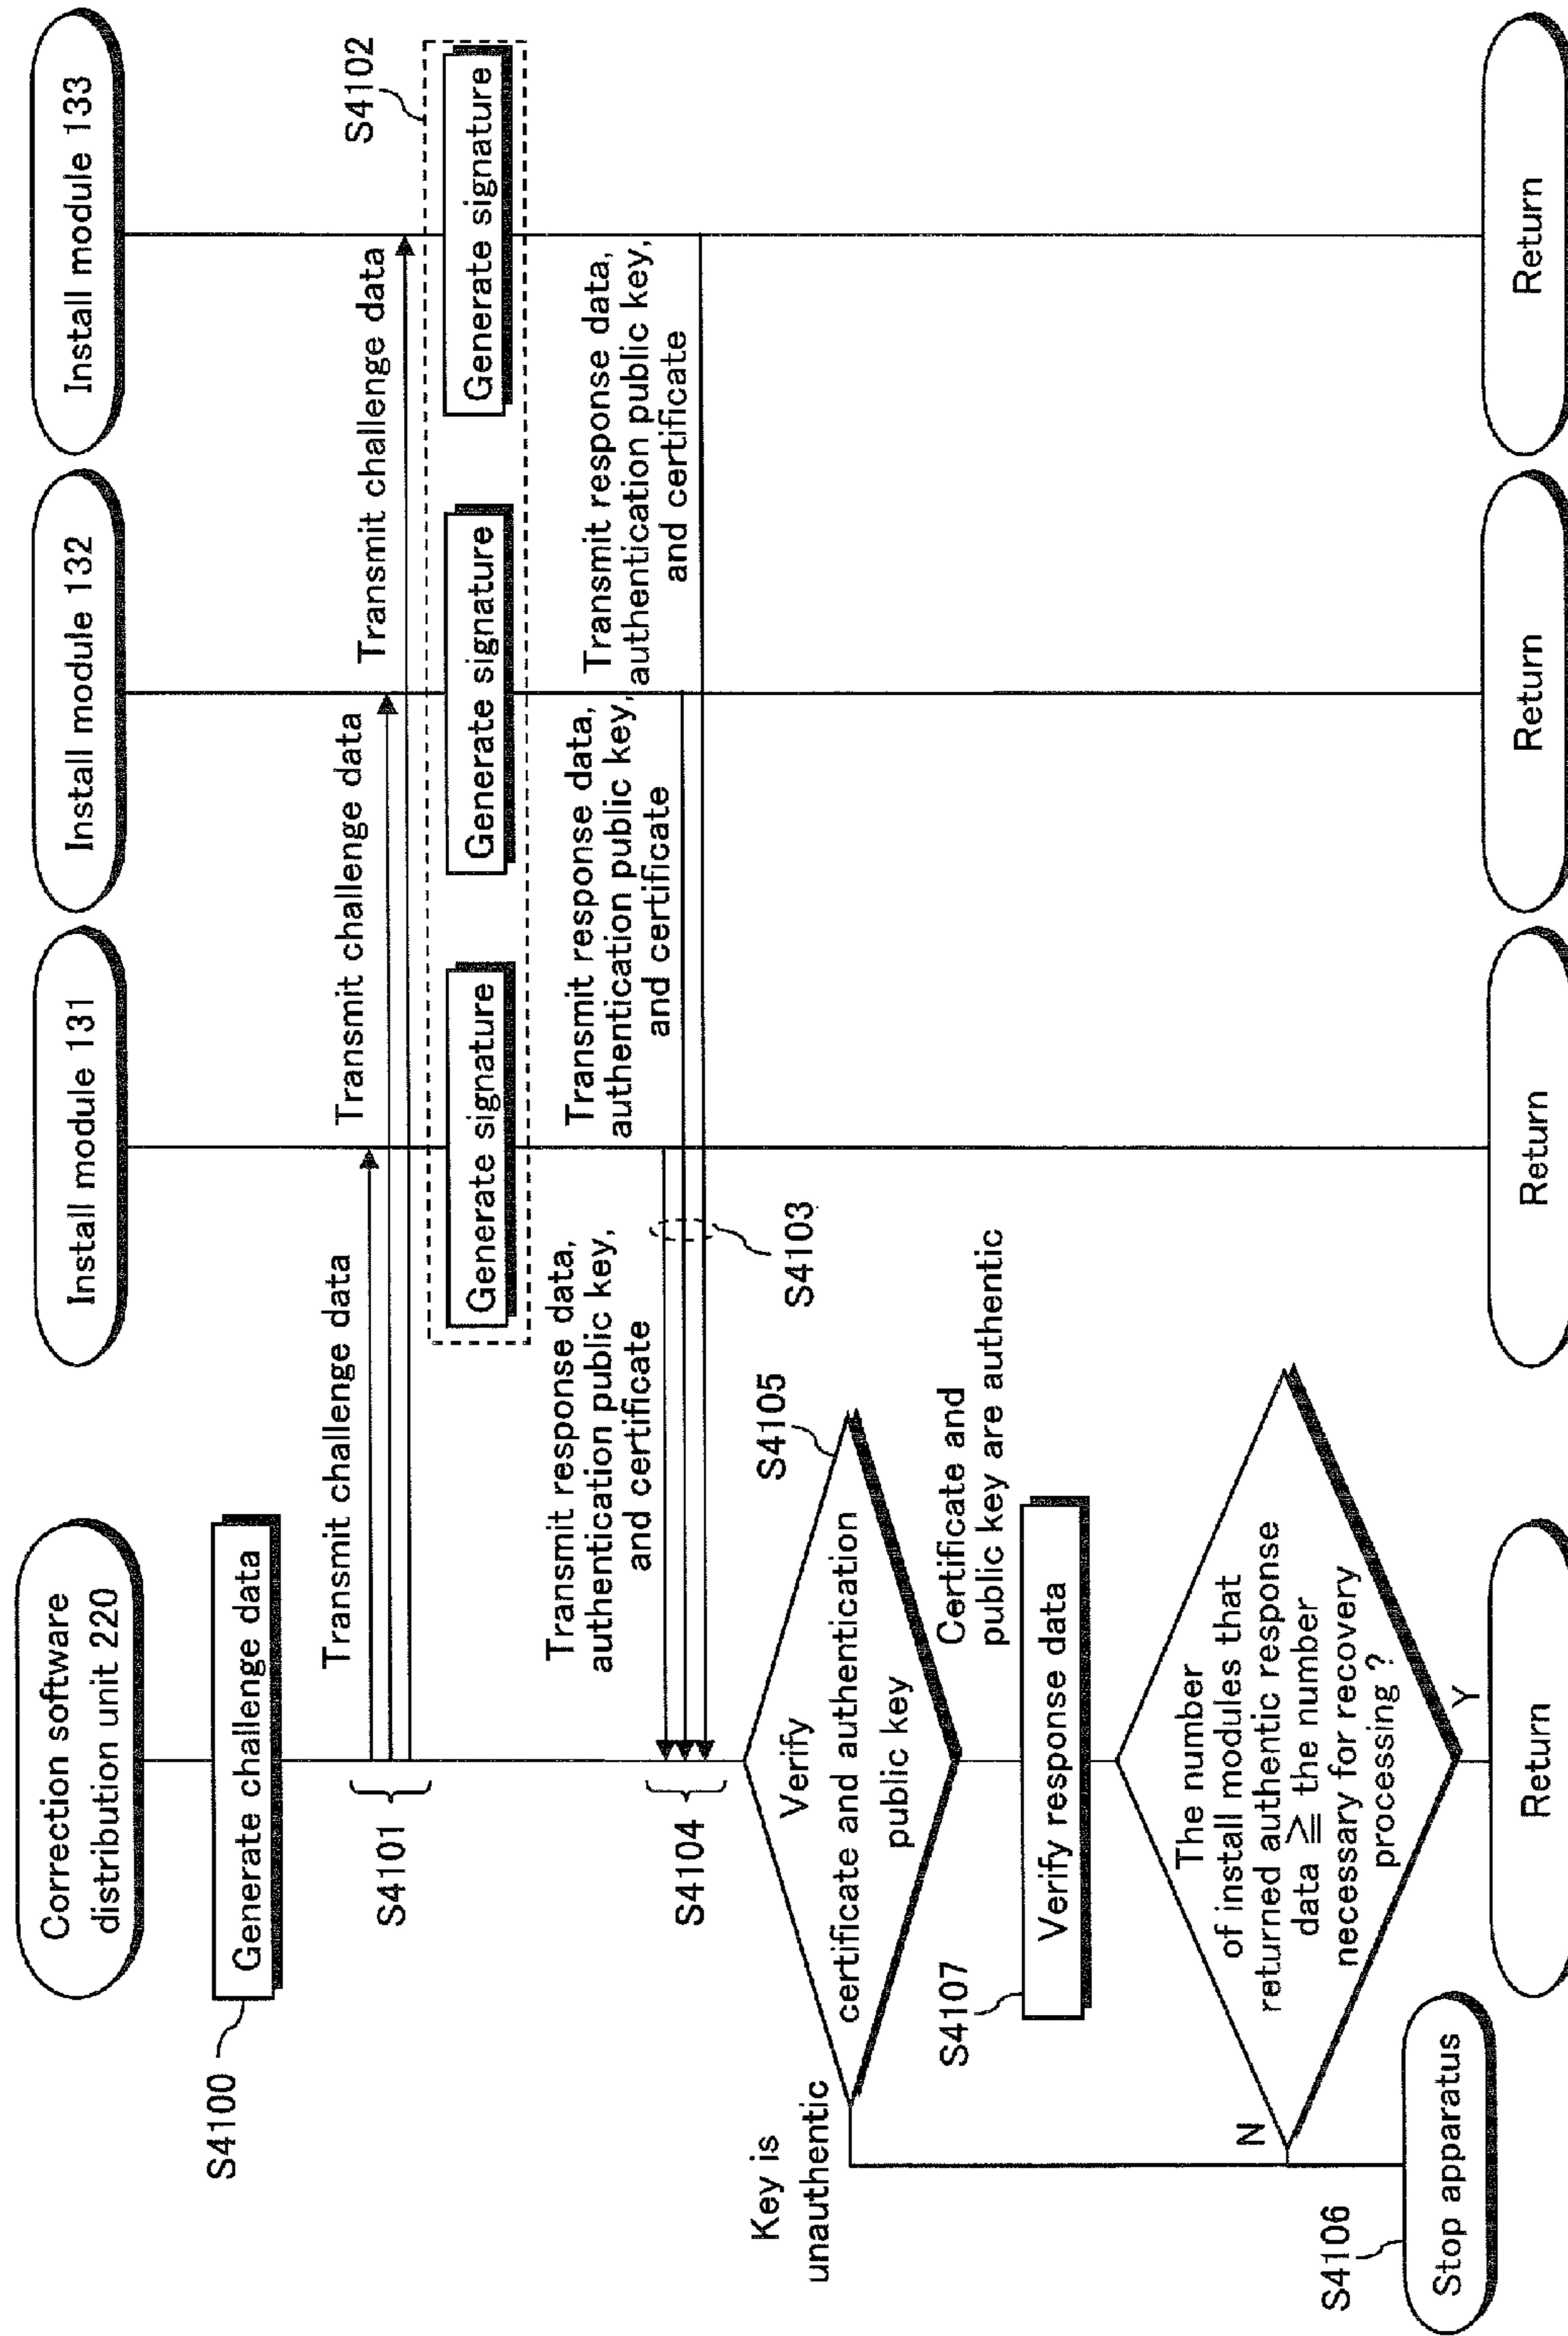 Correction software
distribution unit 220
Install module 131
Install module 132
Install module 133
S4100
Generate challenge data
Transmit challenge data
Transmit challenge data
Transmit challenge data
S4101
S4102
Generate signature
Generate signature
Generate signature
Transmit response data,
authentication public key,
and certificate
Transmit response data,
authentication public key,
and certificate
Transmit response data,
authentication public key,
and certificate
S4103
S4104
S4105
Verify
certificate and authentication
public key
Key is
unauthentic
Certificate and
public key are authentic
S4107
Verify response data
The number
of install modules that
returned authentic response
data ≧ the number
necessary for recovery
processing ?
N
Y
S4106
Stop apparatus
Return
Return
Return
Return